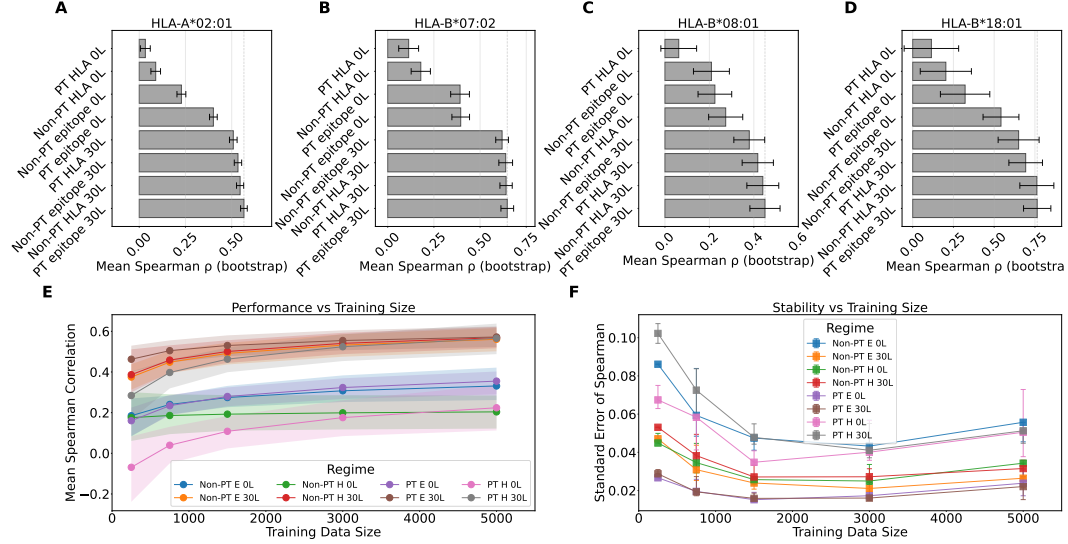 A
HLA-A*02:01
PT HLA 0L
Non-PT HLA 0L
Non-PT epitope 0L
PT epitope 0L
PT HLA 30L
Non-PT epitope 30L
Non-PT HLA 30L
PT epitope 30L
0.00
0.25
0.50
Mean Spearman ρ (bootstrap)
B
HLA-B*07:02
PT HLA 0L
Non-PT HLA 0L
PT epitope 0L
Non-PT epitope 0L
Non-PT epitope 30L
Non-PT HLA 30L
PT HLA 30L
PT epitope 30L
0.00
0.25
0.50
0.75
Mean Spearman ρ (bootstrap)
C
HLA-B*08:01
PT HLA 0L
Non-PT epitope 0L
PT epitope 0L
Non-PT HLA 0L
Non-PT epitope 30L
PT HLA 30L
Non-PT HLA 30L
PT epitope 30L
0.0
0.2
0.4
0.6
Mean Spearman ρ (bootstrap)
D
HLA-B*18:01
PT HLA 0L
Non-PT HLA 0L
Non-PT epitope 0L
PT epitope 0L
PT HLA 30L
Non-PT epitope 30L
Non-PT HLA 30L
PT epitope 30L
0.00
0.25
0.50
0.75
Mean Spearman ρ (bootstra
E
Performance vs Training Size
Mean Spearman Correlation
0.6
0.4
0.2
0.0
−0.2
0
1000
2000
3000
4000
5000
Training Data Size
Regime
Non-PT E 0L
Non-PT E 30L
Non-PT H 0L
Non-PT H 30L
PT E 0L
PT E 30L
PT H 0L
PT H 30L
F
Stability vs Training Size
Standard Error of Spearman
0.10
0.08
0.06
0.04
0.02
0
1000
2000
3000
4000
5000
Training Data Size
Regime
Non-PT E 0L
Non-PT E 30L
Non-PT H 0L
Non-PT H 30L
PT E 0L
PT E 30L
PT H 0L
PT H 30L